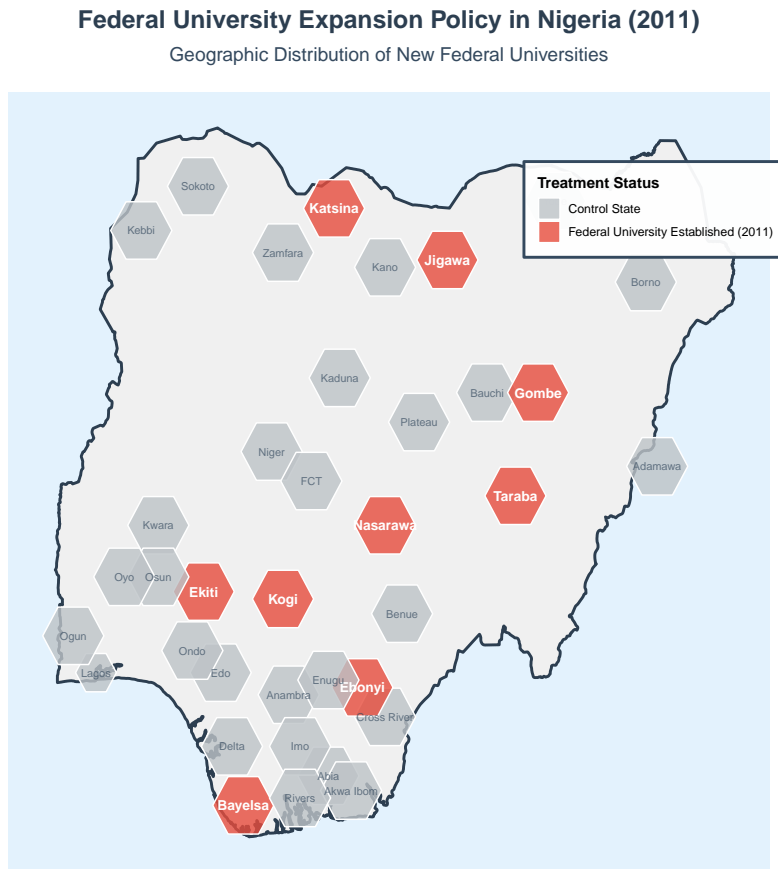 Federal University Expansion Policy in Nigeria (2011)
Geographic Distribution of New Federal Universities
Treatment Status
Control State
Federal University Established (2011)
Sokoto
Katsina
Kebbi
Zamfara
Kano
Jigawa
Borno
Kaduna
Bauchi
Gombe
Plateau
Niger
Adamawa
FCT
Taraba
Kwara
Nasarawa
Oyo
Osun
Ekiti
Kogi
Benue
Ogun
Ondo
Lagos
Edo
Enugu
Ebonyi
Anambra
Cross River
Delta
Imo
Abia
Akwa Ibom
Rivers
Bayelsa